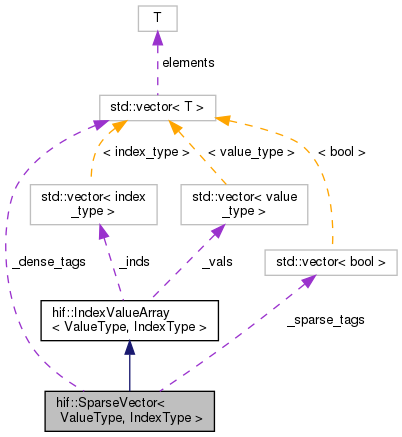 T
elements
std::vector< T >
< index_type >
< value_type >
< bool >
std::vector< index
_type >
std::vector< value
_type >
_dense_tags
_inds
_vals
std::vector< bool >
hif::IndexValueArray
< ValueType, IndexType >
_sparse_tags
hif::SparseVector<
ValueType, IndexType >